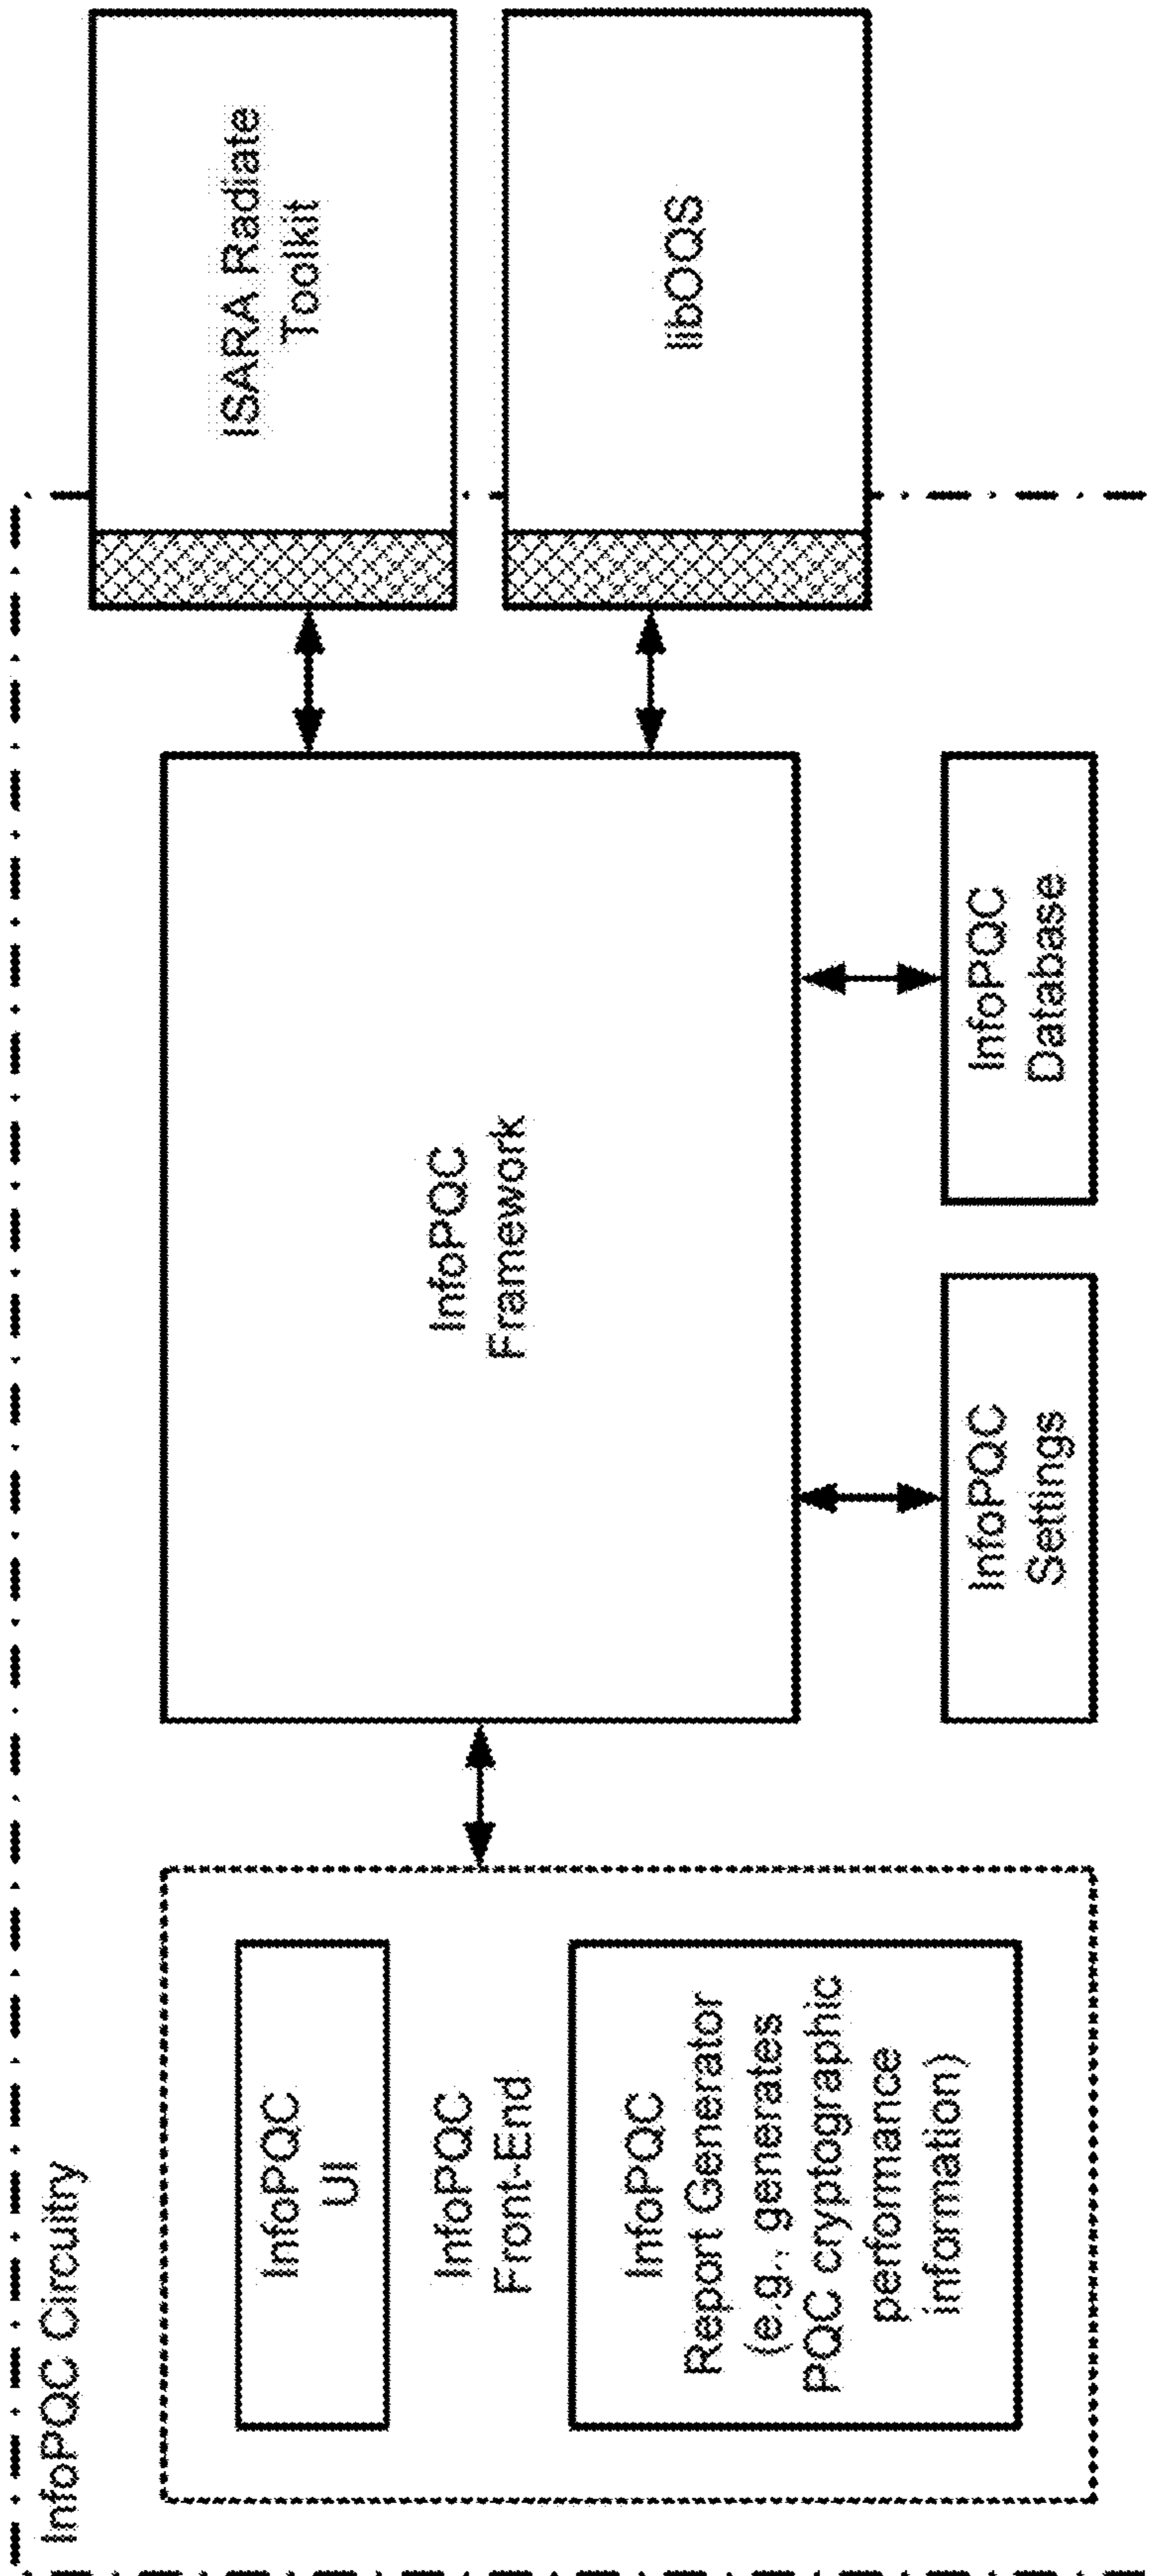 InfoPQC Circuitry
InfoPQC
UI
InfoPQC
Front-End
InfoPQC
Report Generator
(e.g., generates
PQC cryptographic
performance
information)
InfoPQC
Framework
InfoPQC
Settings
InfoPQC
Database
ISARA Radiate
Toolkit
libOQS